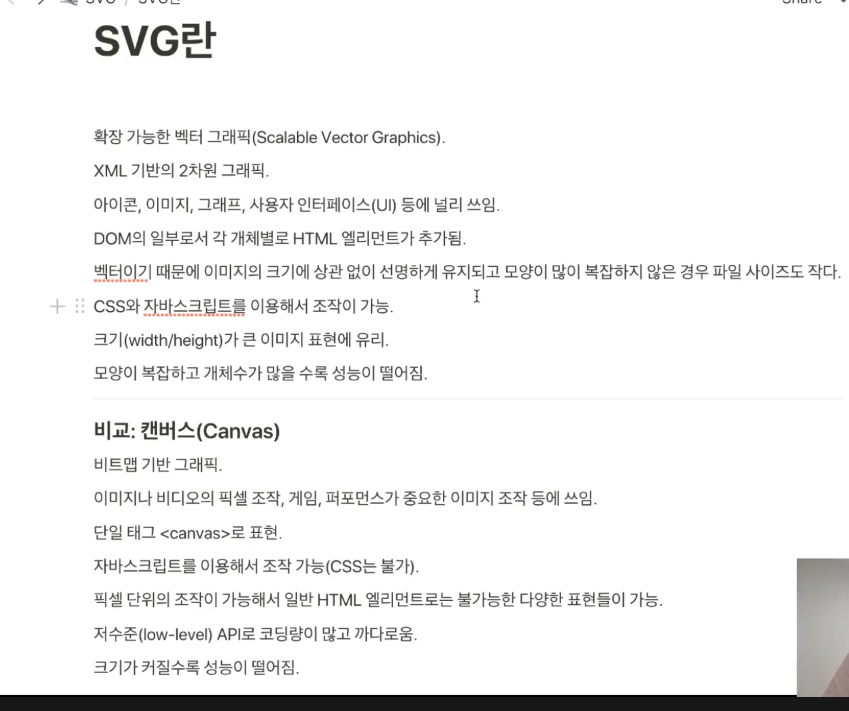 SVG / SVG란
Share
SVG란
확장 가능한 벡터 그래픽(Scalable Vector Graphics).
XML 기반의 2차원 그래픽.
아이콘, 이미지, 그래프, 사용자 인터페이스(UI) 등에 널리 쓰임.
DOM의 일부로서 각 개체별로 HTML 엘리먼트가 추가됨.
벡터이기 때문에 이미지의 크기에 상관 없이 선명하게 유지되고 모양이 많이 복잡하지 않은 경우 파일 사이즈도 작다.
CSS와 자바스크립트를 이용해서 조작이 가능.
크기(width/height)가 큰 이미지 표현에 유리.
모양이 복잡하고 개체수가 많을 수록 성능이 떨어짐.
비교: 캔버스(Canvas)
비트맵 기반 그래픽.
이미지나 비디오의 픽셀 조작, 게임, 퍼포먼스가 중요한 이미지 조작 등에 쓰임.
단일 태그 <canvas>로 표현.
자바스크립트를 이용해서 조작 가능(CSS는 불가).
픽셀 단위의 조작이 가능해서 일반 HTML 엘리먼트로는 불가능한 다양한 표현들이 가능.
저수준(low-level) API로 코딩량이 많고 까다로움.
크기가 커질수록 성능이 떨어짐.